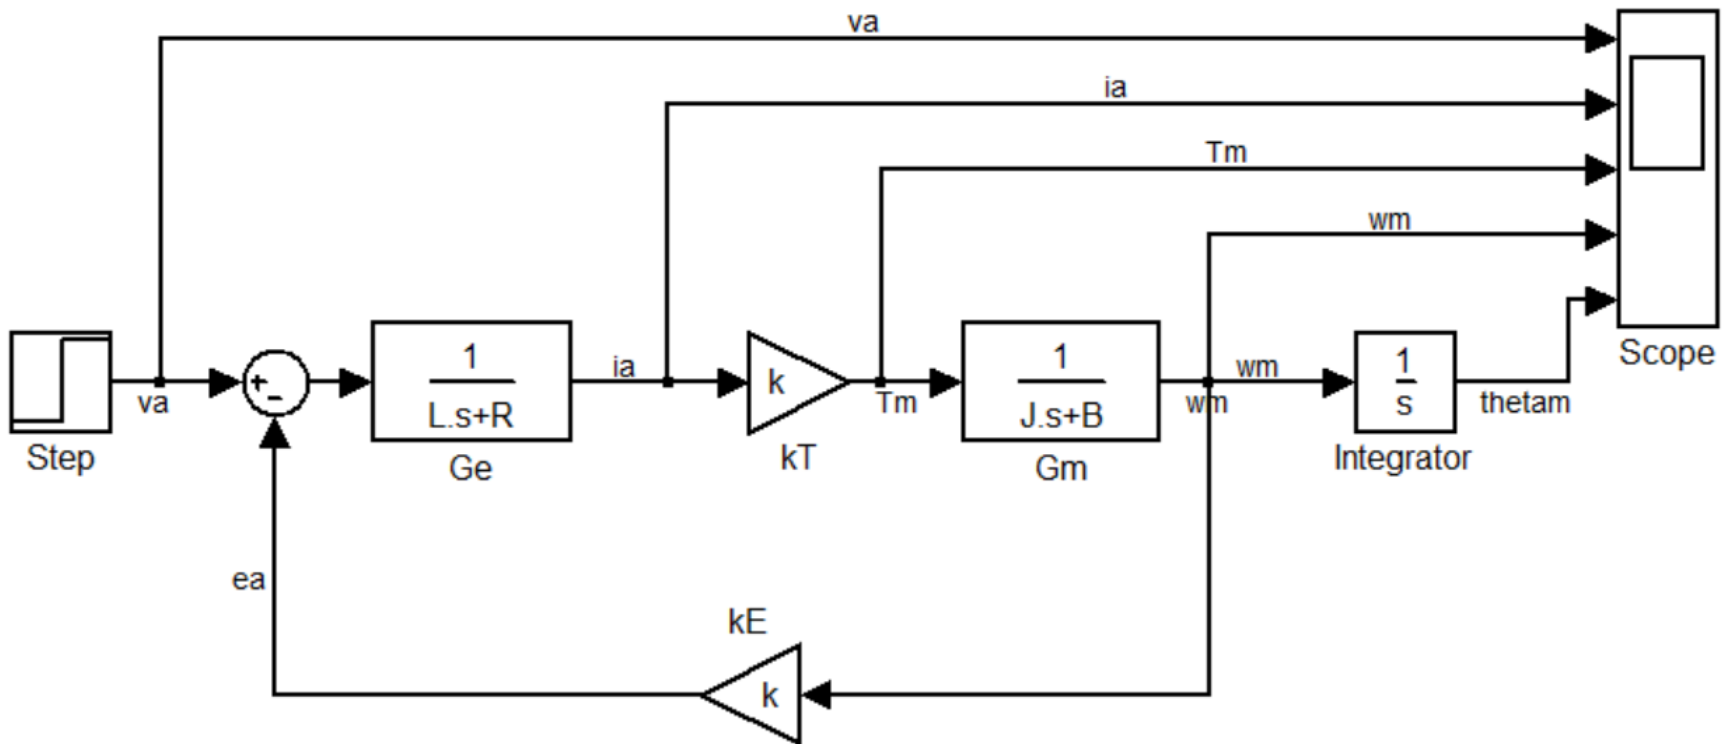 va
ia
Tm
wm
Scope
+
-
va
Step
1
L.s+R
Ge
ia
k
kT
Tm
1
J.s+B
Gm
wm
wm
1
s
Integrator
thetam
ea
kE
k